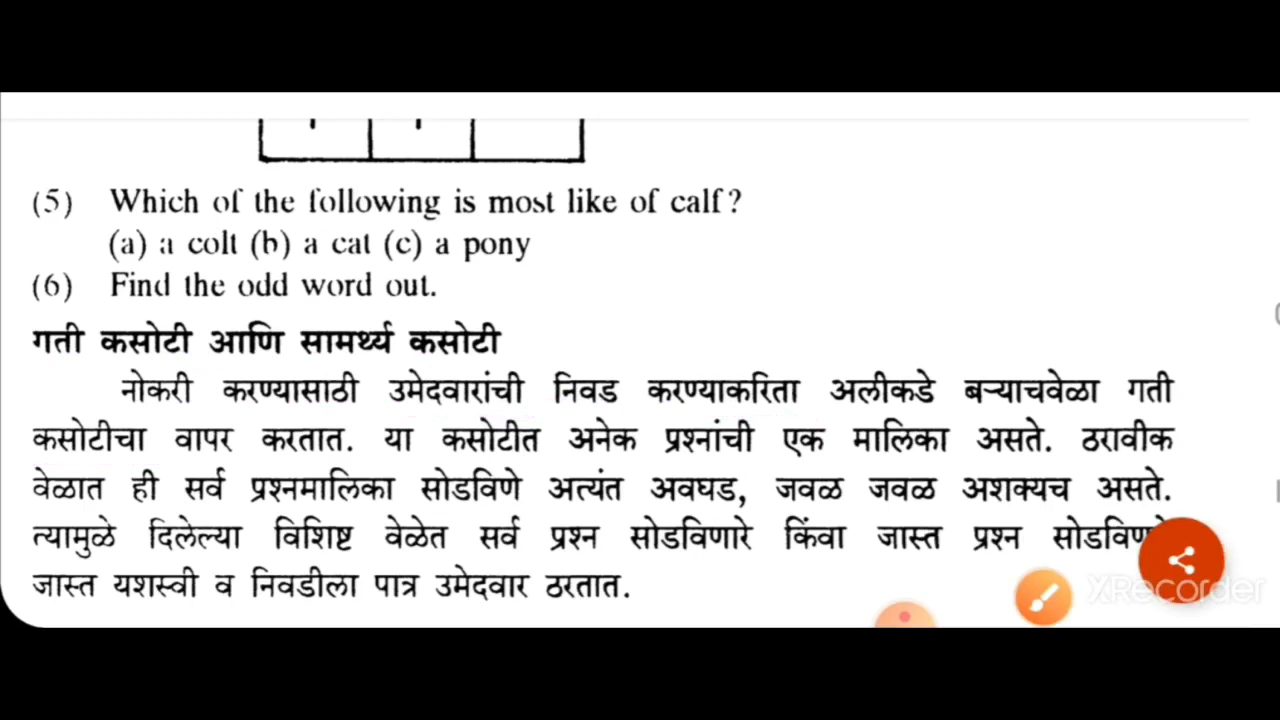 (5) Which of the following is most like of calf?
(a) a colt (b) a cat (c) a pony
(6) Find the odd word out.
गती कसोटी आणि सामर्थ्य कसोटी
नोकरी करण्यासाठी उमेदवारांची निवड करण्याकरिता अलीकडे बऱ्याचवेळा गती
कसोटीचा वापर करतात. या कसोटीत अनेक प्रश्नांची एक मालिका असते. ठरावीक
वेळात ही सर्व प्रश्नमालिका सोडविणे अत्यंत अवघड, जवळ जवळ अशक्यच असते.
त्यामुळे दिलेल्या विशिष्ट वेळेत सर्व प्रश्न सोडविणारे किंवा जास्त प्रश्न
जास्त यशस्वी व निवडीला पात्र उमेदवार ठरतात.
XRecorder